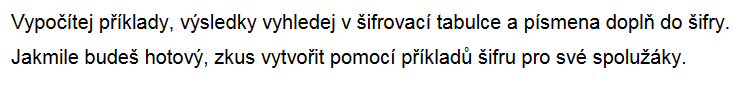 Vypočítej příklady, výsledky vyhledej v šifrovací tabulce a písmena doplň do šifry.
Jakmile budeš hotový, zkus vytvořit pomocí příkladů šifru pro své spolužáky.